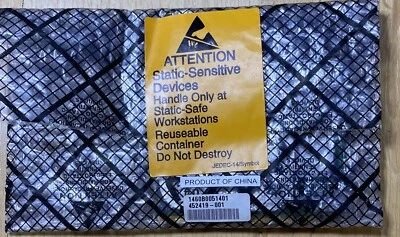 ATTENTION
Static-Sensitive
Devices
Handle Only at
Static-Safe
Workstations
Reuseable
Container
Do Not Destroy
JEDEC-14/Symbol
PRODUCT OF CHINA
1460B0051401
452419-001